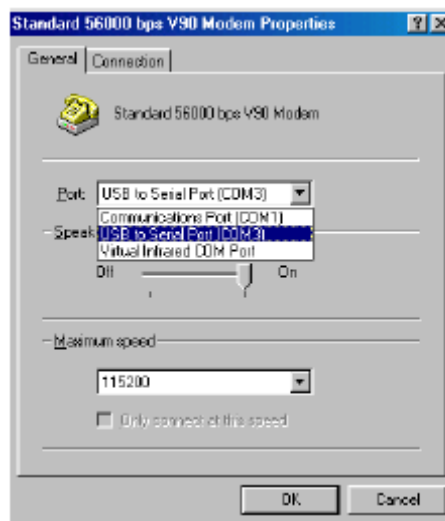 Standard 56000 bps V90 Modem Properties
General Connection
Standard 56000 bps V90 Modem
Port: USB to Serial Port (COM3)
Communications Port (COM1)
Speak USB to Serial Port (COM3)
Virtual Infrared COM Port
Off On
Maximum speed
115200
Only connect at this speed
OK Cancel